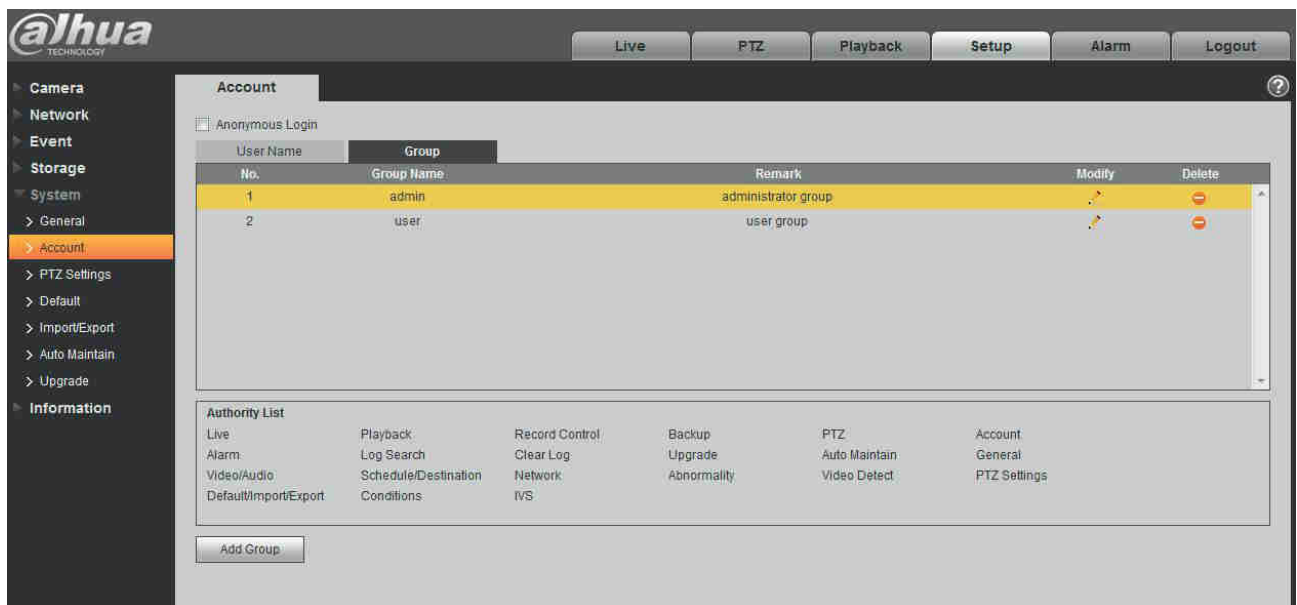 alhua
TECHNOLOGY
Live PTZ Playback Setup Alarm Logout
Camera
Network
Event
Storage
System
General
Account
PTZ Settings
Default
Import/Export
Auto Maintain
Upgrade
Information
Account
?
Anonymous Login
User Name Group
No. Group Name Remark Modify Delete
1 admin administrator group
2 user user group
Authority List
Live Playback Record Control Backup PTZ Account
Alarm Log Search Clear Log Upgrade Auto Maintain General
Video/Audio Schedule/Destination Network Abnormality Video Detect PTZ Settings
Default/Import/Export Conditions IVS
Add Group